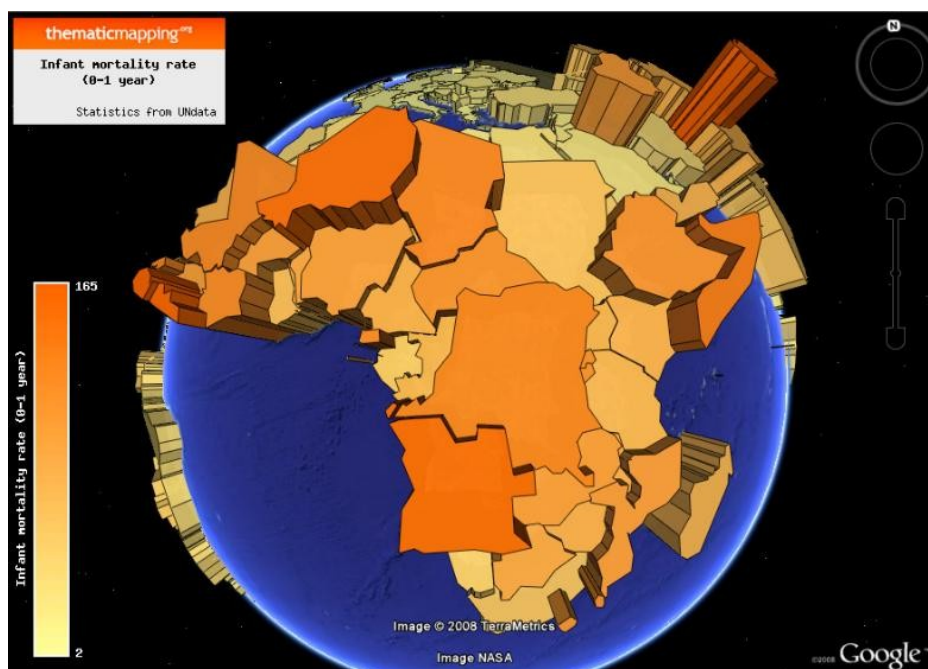 thematicmapping.org
Infant mortality rate
(0-1 year)
Statistics from UNdata
N
165
Infant mortality rate (0-1 year)
2
Image © 2008 TerraMetrics
Image NASA
©2008 Google™